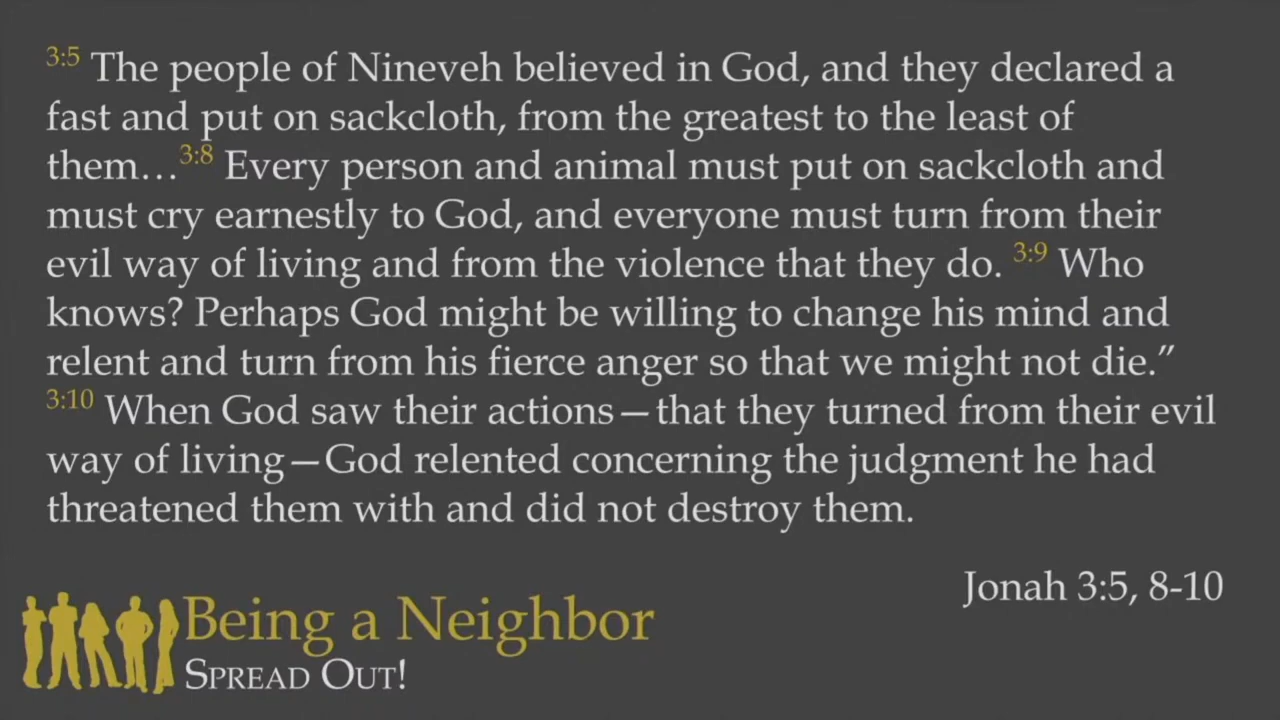 3:5 The people of Nineveh believed in God, and they declared a
fast and put on sackcloth, from the greatest to the least of
them…3:8 Every person and animal must put on sackcloth and
must cry earnestly to God, and everyone must turn from their
evil way of living and from the violence that they do. 3:9 Who
knows? Perhaps God might be willing to change his mind and
relent and turn from his fierce anger so that we might not die.”
3:10 When God saw their actions—that they turned from their evil
way of living—God relented concerning the judgment he had
threatened them with and did not destroy them.
Jonah 3:5, 8-10
Being a Neighbor
Spread Out!